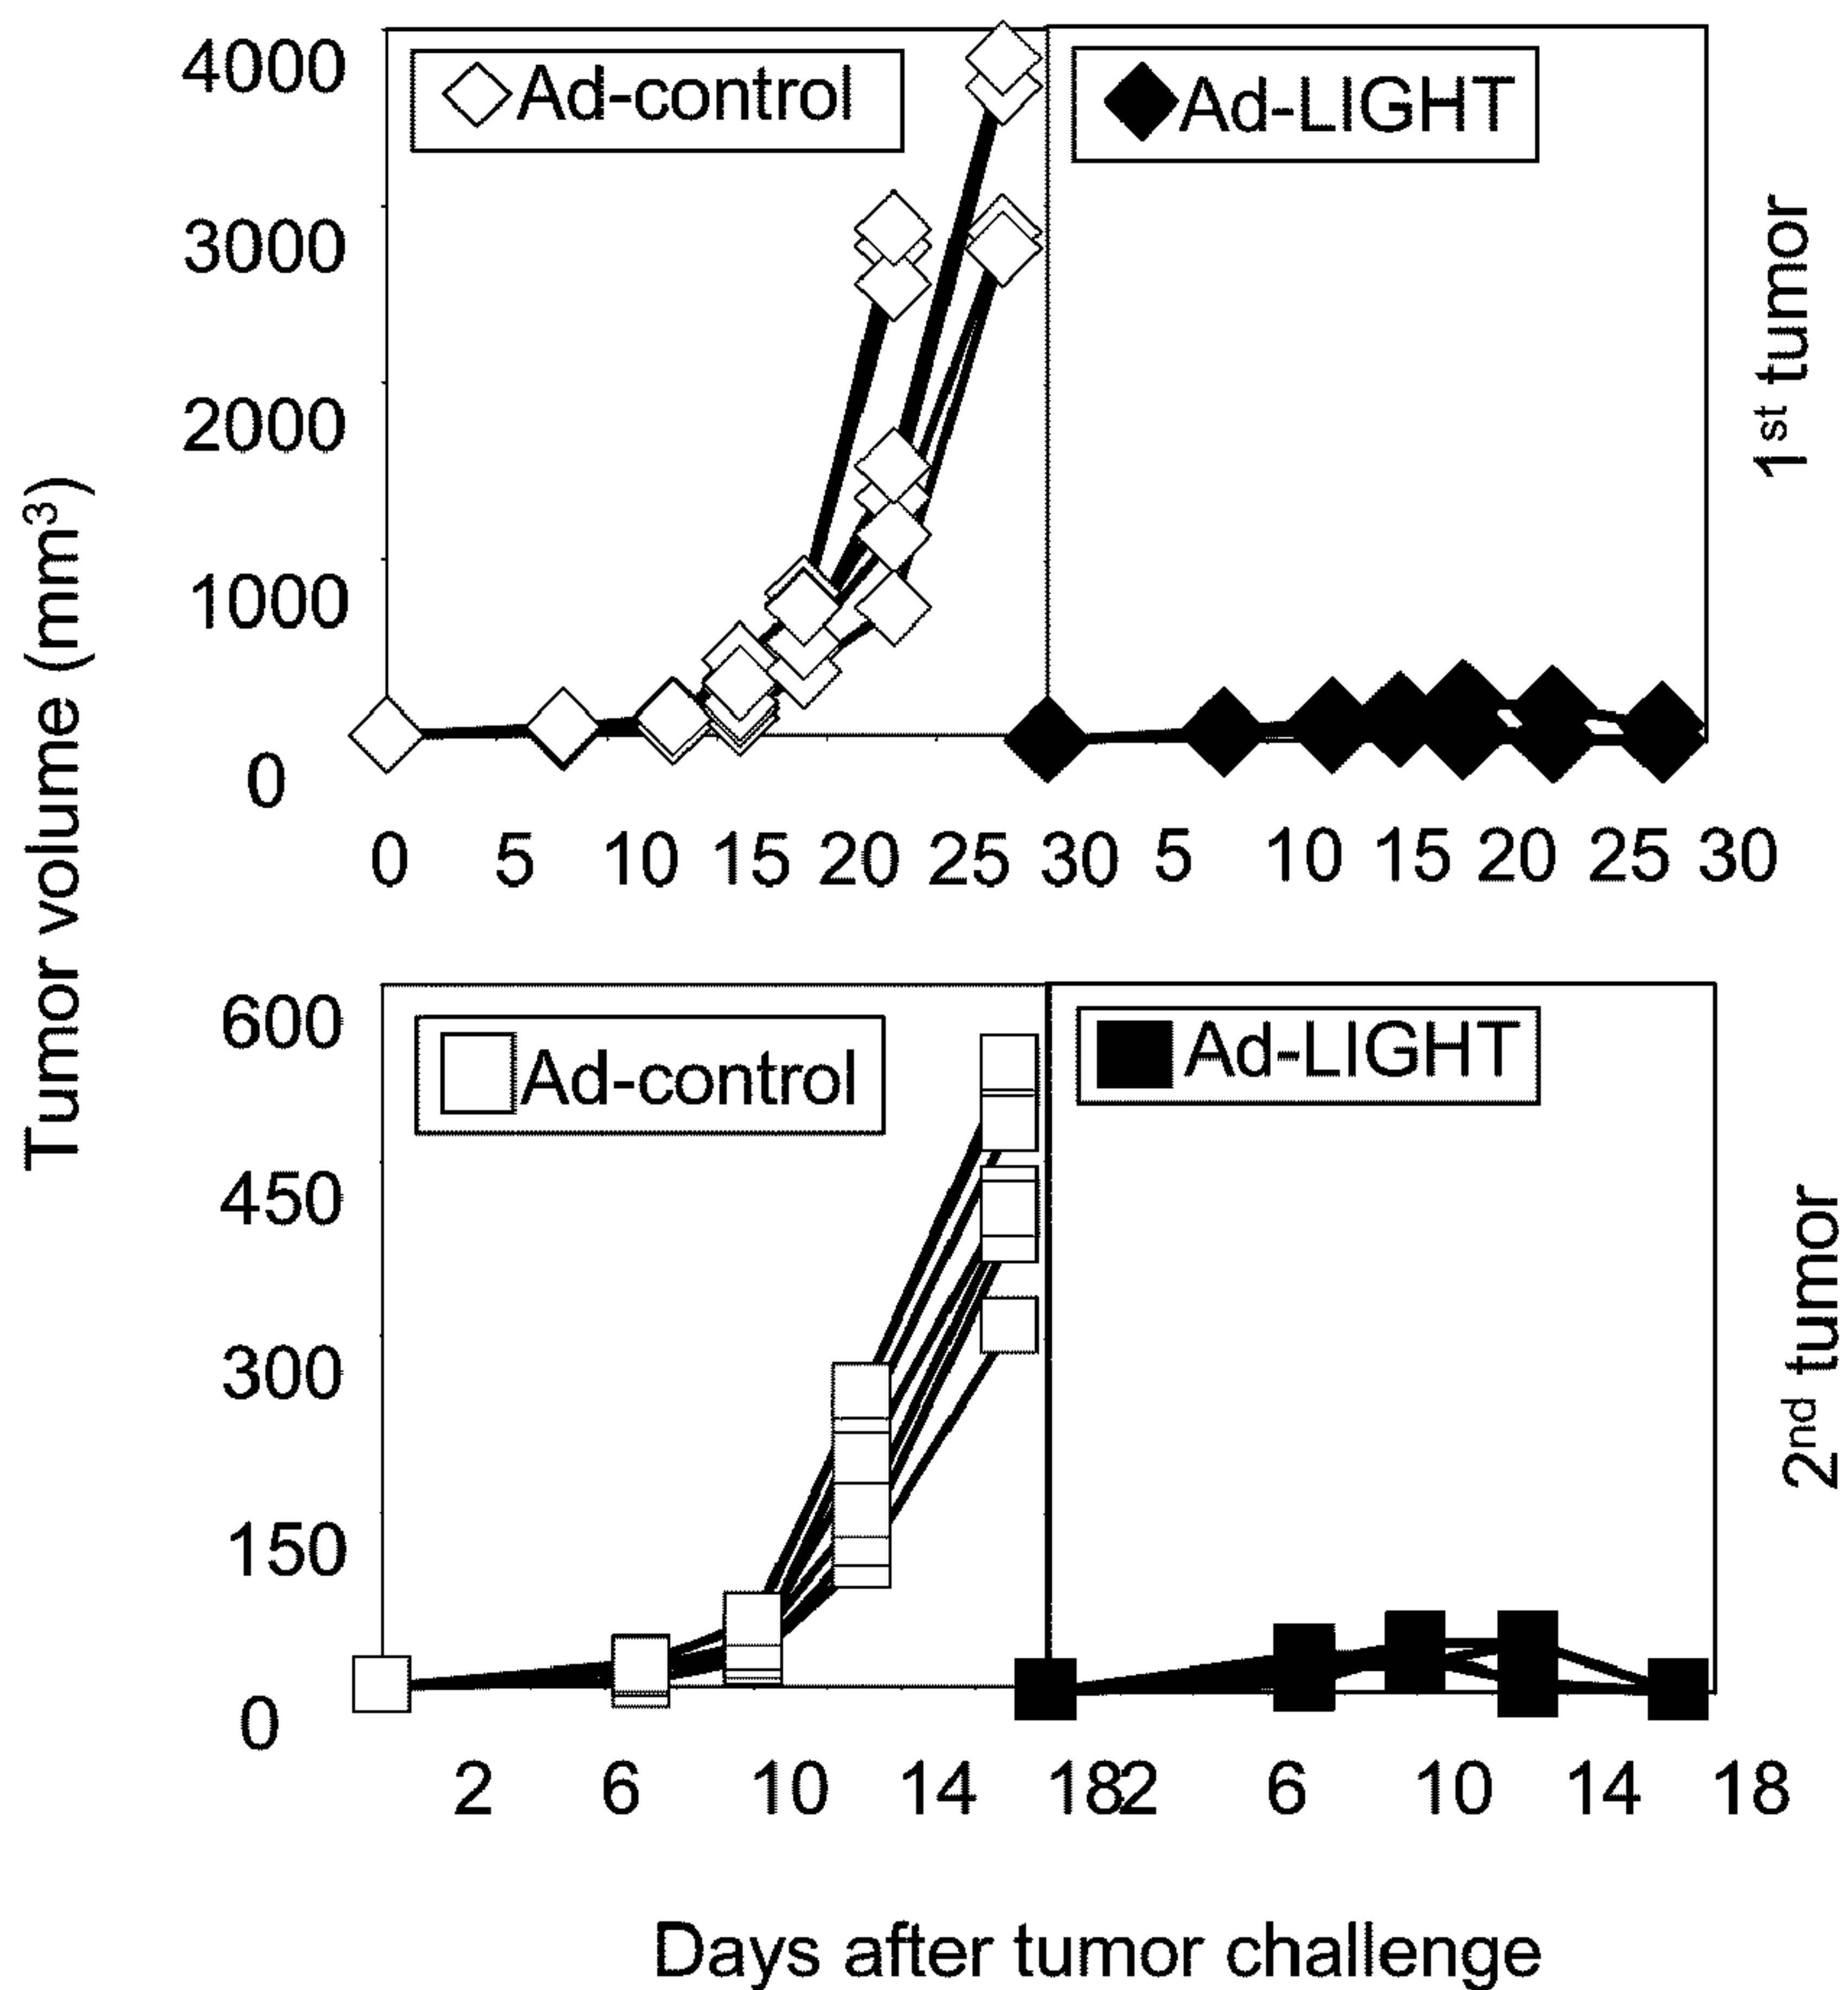 Tumor volume (mm³)
4000
3000
2000
1000
0
Ad-control
Ad-LIGHT
1st tumor
0 5 10 15 20 25 30 5 10 15 20 25 30
600
450
300
150
0
Ad-control
Ad-LIGHT
2nd tumor
2 6 10 14 182 6 10 14 18
Days after tumor challenge